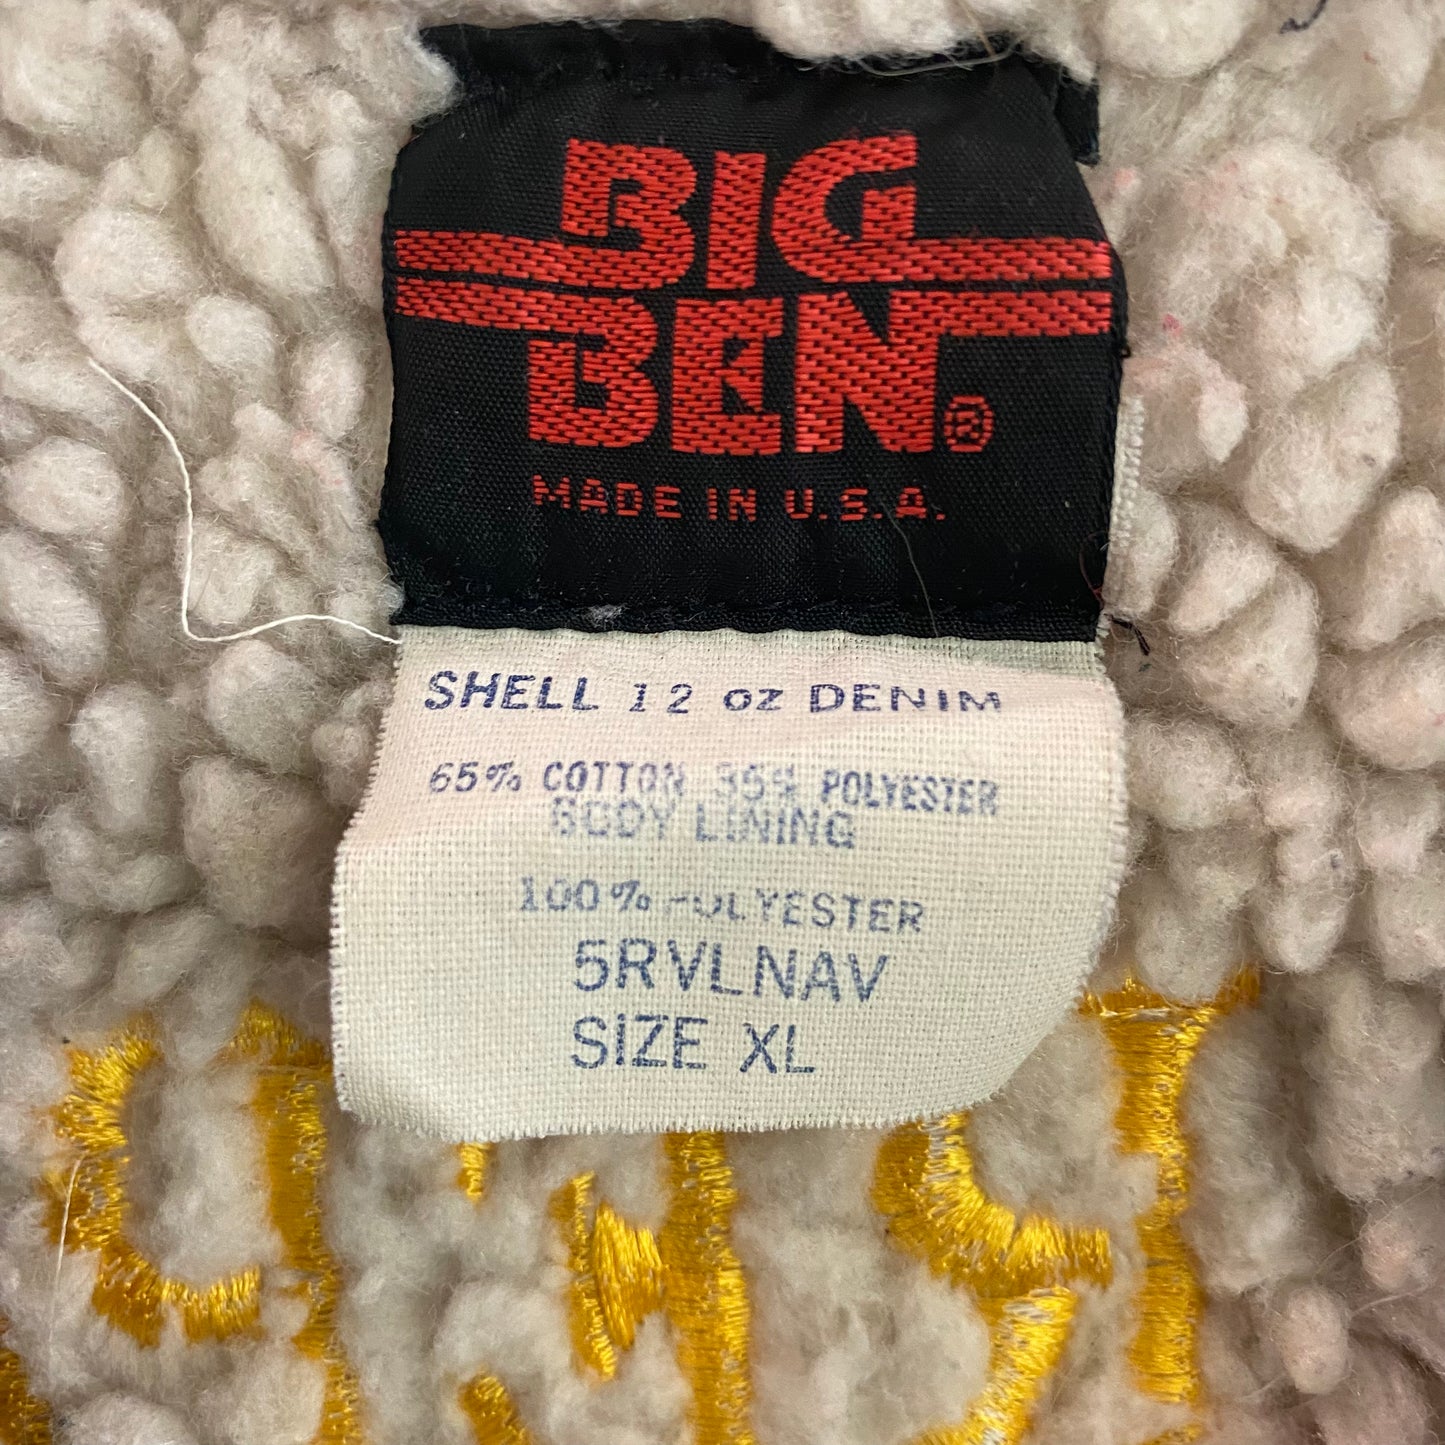 BIG
BEN®
MADE IN U.S.A.
SHELL 12 oz DENIM
65% COTTON 35% POLYESTER
BODY LINING
100% POLYESTER
5RVLNAV
SIZE XL